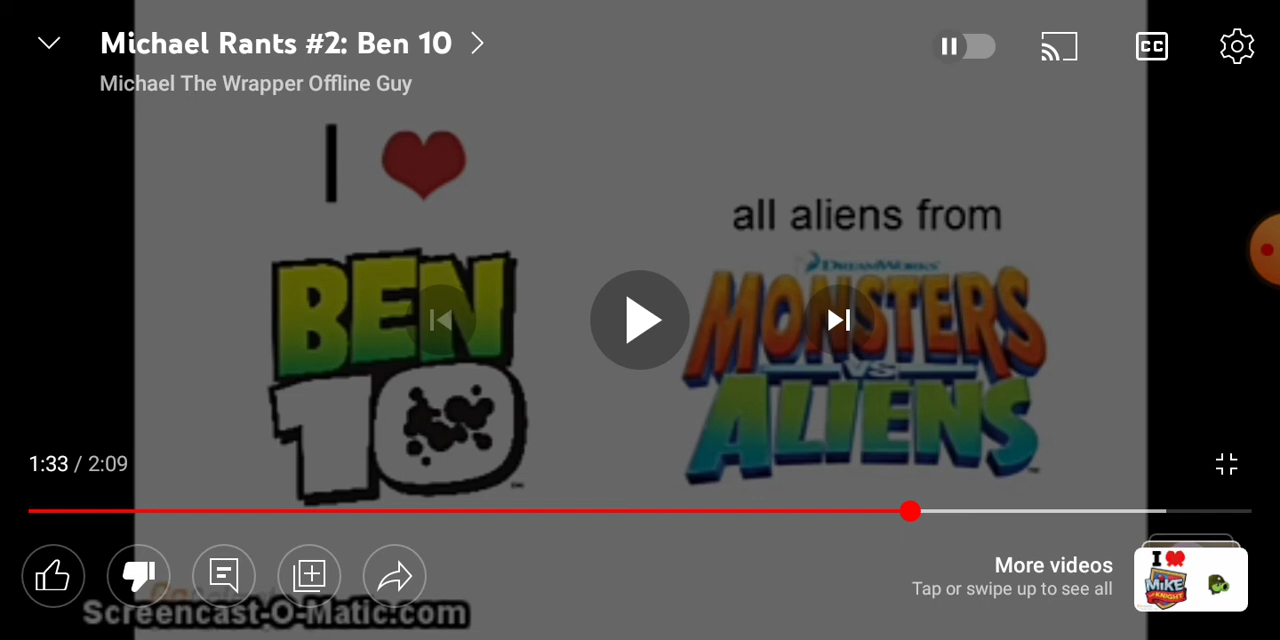 Michael Rants #2: Ben 10
Michael The Wrapper Offline Guy
CC
I
all aliens from
BEN
10
DREAMWORKS
MONSTERS
VS
ALIENS
1:33 / 2:09
More videos
Tap or swipe up to see all
I
MIKE
KNIGHT
Screencast-O-Matic.com